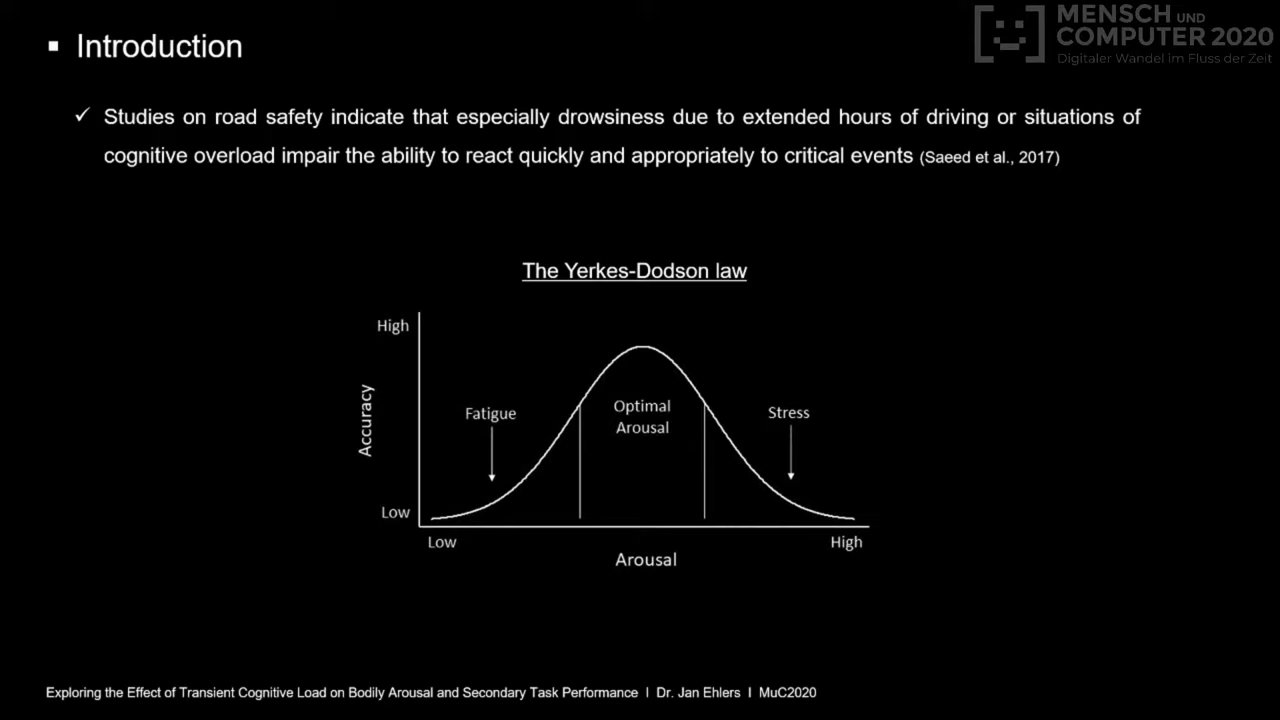 ▪ Introduction
MENSCH UND
COMPUTER 2020
Digitaler Wandel im Fluss der Zeit
✓ Studies on road safety indicate that especially drowsiness due to extended hours of driving or situations of
cognitive overload impair the ability to react quickly and appropriately to critical events (Saeed et al., 2017)
The Yerkes-Dodson law
High
Accuracy
Low
Fatigue
Optimal
Arousal
Stress
Low
High
Arousal
Exploring the Effect of Transient Cognitive Load on Bodily Arousal and Secondary Task Performance I Dr. Jan Ehlers I MuC2020